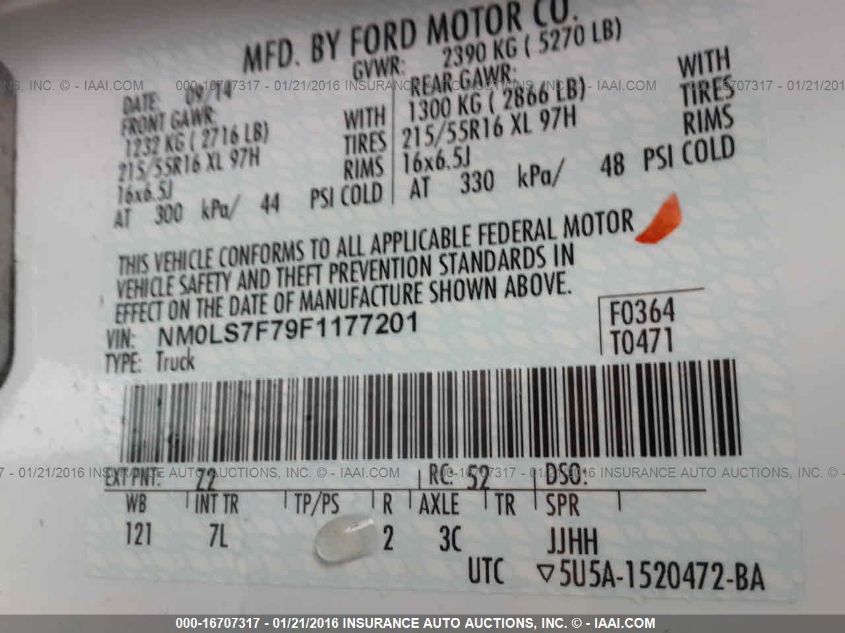 MFD. BY FORD MOTOR CO.
DATE: 09/14 GVWR: 2390 KG ( 5270 LB)
FRONT GAWR: REAR GAWR:
1232 KG ( 2716 LB) WITH 1300 KG ( 2866 LB) WITH
215/55R16 XL 97H TIRES 215/55R16 XL 97H TIRES
16x6.5J RIMS 16x6.5J RIMS
AT 300 kPa/ 44 PSI COLD AT 330 kPa/ 48 PSI COLD
THIS VEHICLE CONFORMS TO ALL APPLICABLE FEDERAL MOTOR
VEHICLE SAFETY AND THEFT PREVENTION STANDARDS IN
EFFECT ON THE DATE OF MANUFACTURE SHOWN ABOVE.
VIN: NM0LS7F79F1177201 F0364
TYPE: Truck T0471
EXT PNT: Z2 RC: 52 DSO:
WB INT TR TP/PS R AXLE TR SPR
121 7L 2 3C JJHH
UTC ▽5U5A-1520472-BA
000-16707317 - 01/21/2016 INSURANCE AUTO AUCTIONS, INC. - IAAI.COM